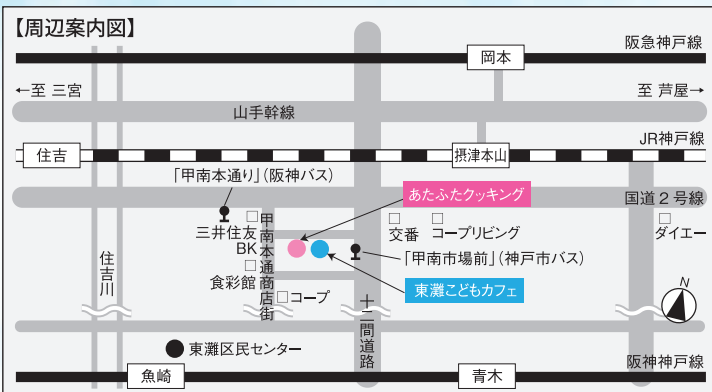 【周辺案内図】
阪急神戸線
岡本
←至 三宮
至 芦屋→
山手幹線
JR神戸線
住吉
摂津本山
「甲南本通り」(阪神バス)
あたふたクッキング
国道2号線
三井住友
BK
甲南本通商店街
交番
コープリビング
ダイエー
住吉川
食彩館
「甲南市場前」(神戸市バス)
東灘こどもカフェ
コープ
十二間道路
N
東灘区民センター
阪神神戸線
魚崎
青木